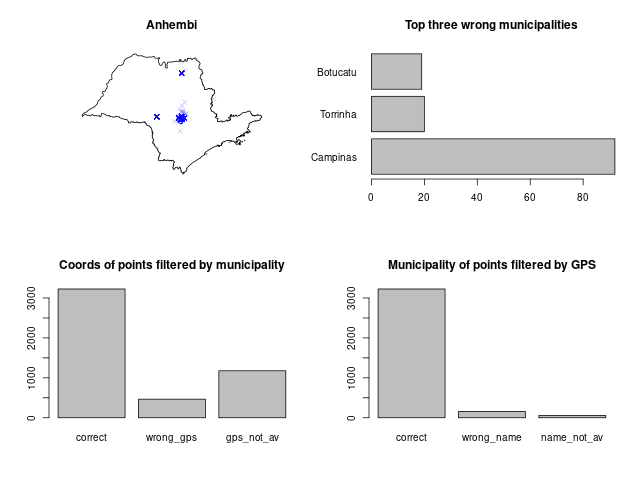 Anhembi
Top three wrong municipalities
Botucatu
Torrinha
Campinas
0 20 40 60 80
Coords of points filtered by municipality
3000
2000
1000
0
correct wrong_gps gps_not_av
Municipality of points filtered by GPS
3000
2000
1000
0
correct wrong_name name_not_av